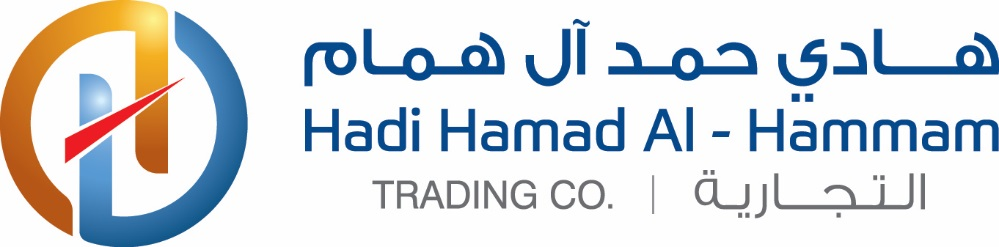 هادي حمد آل همام
Hadi Hamad Al - Hammam
TRADING CO. | التجارية